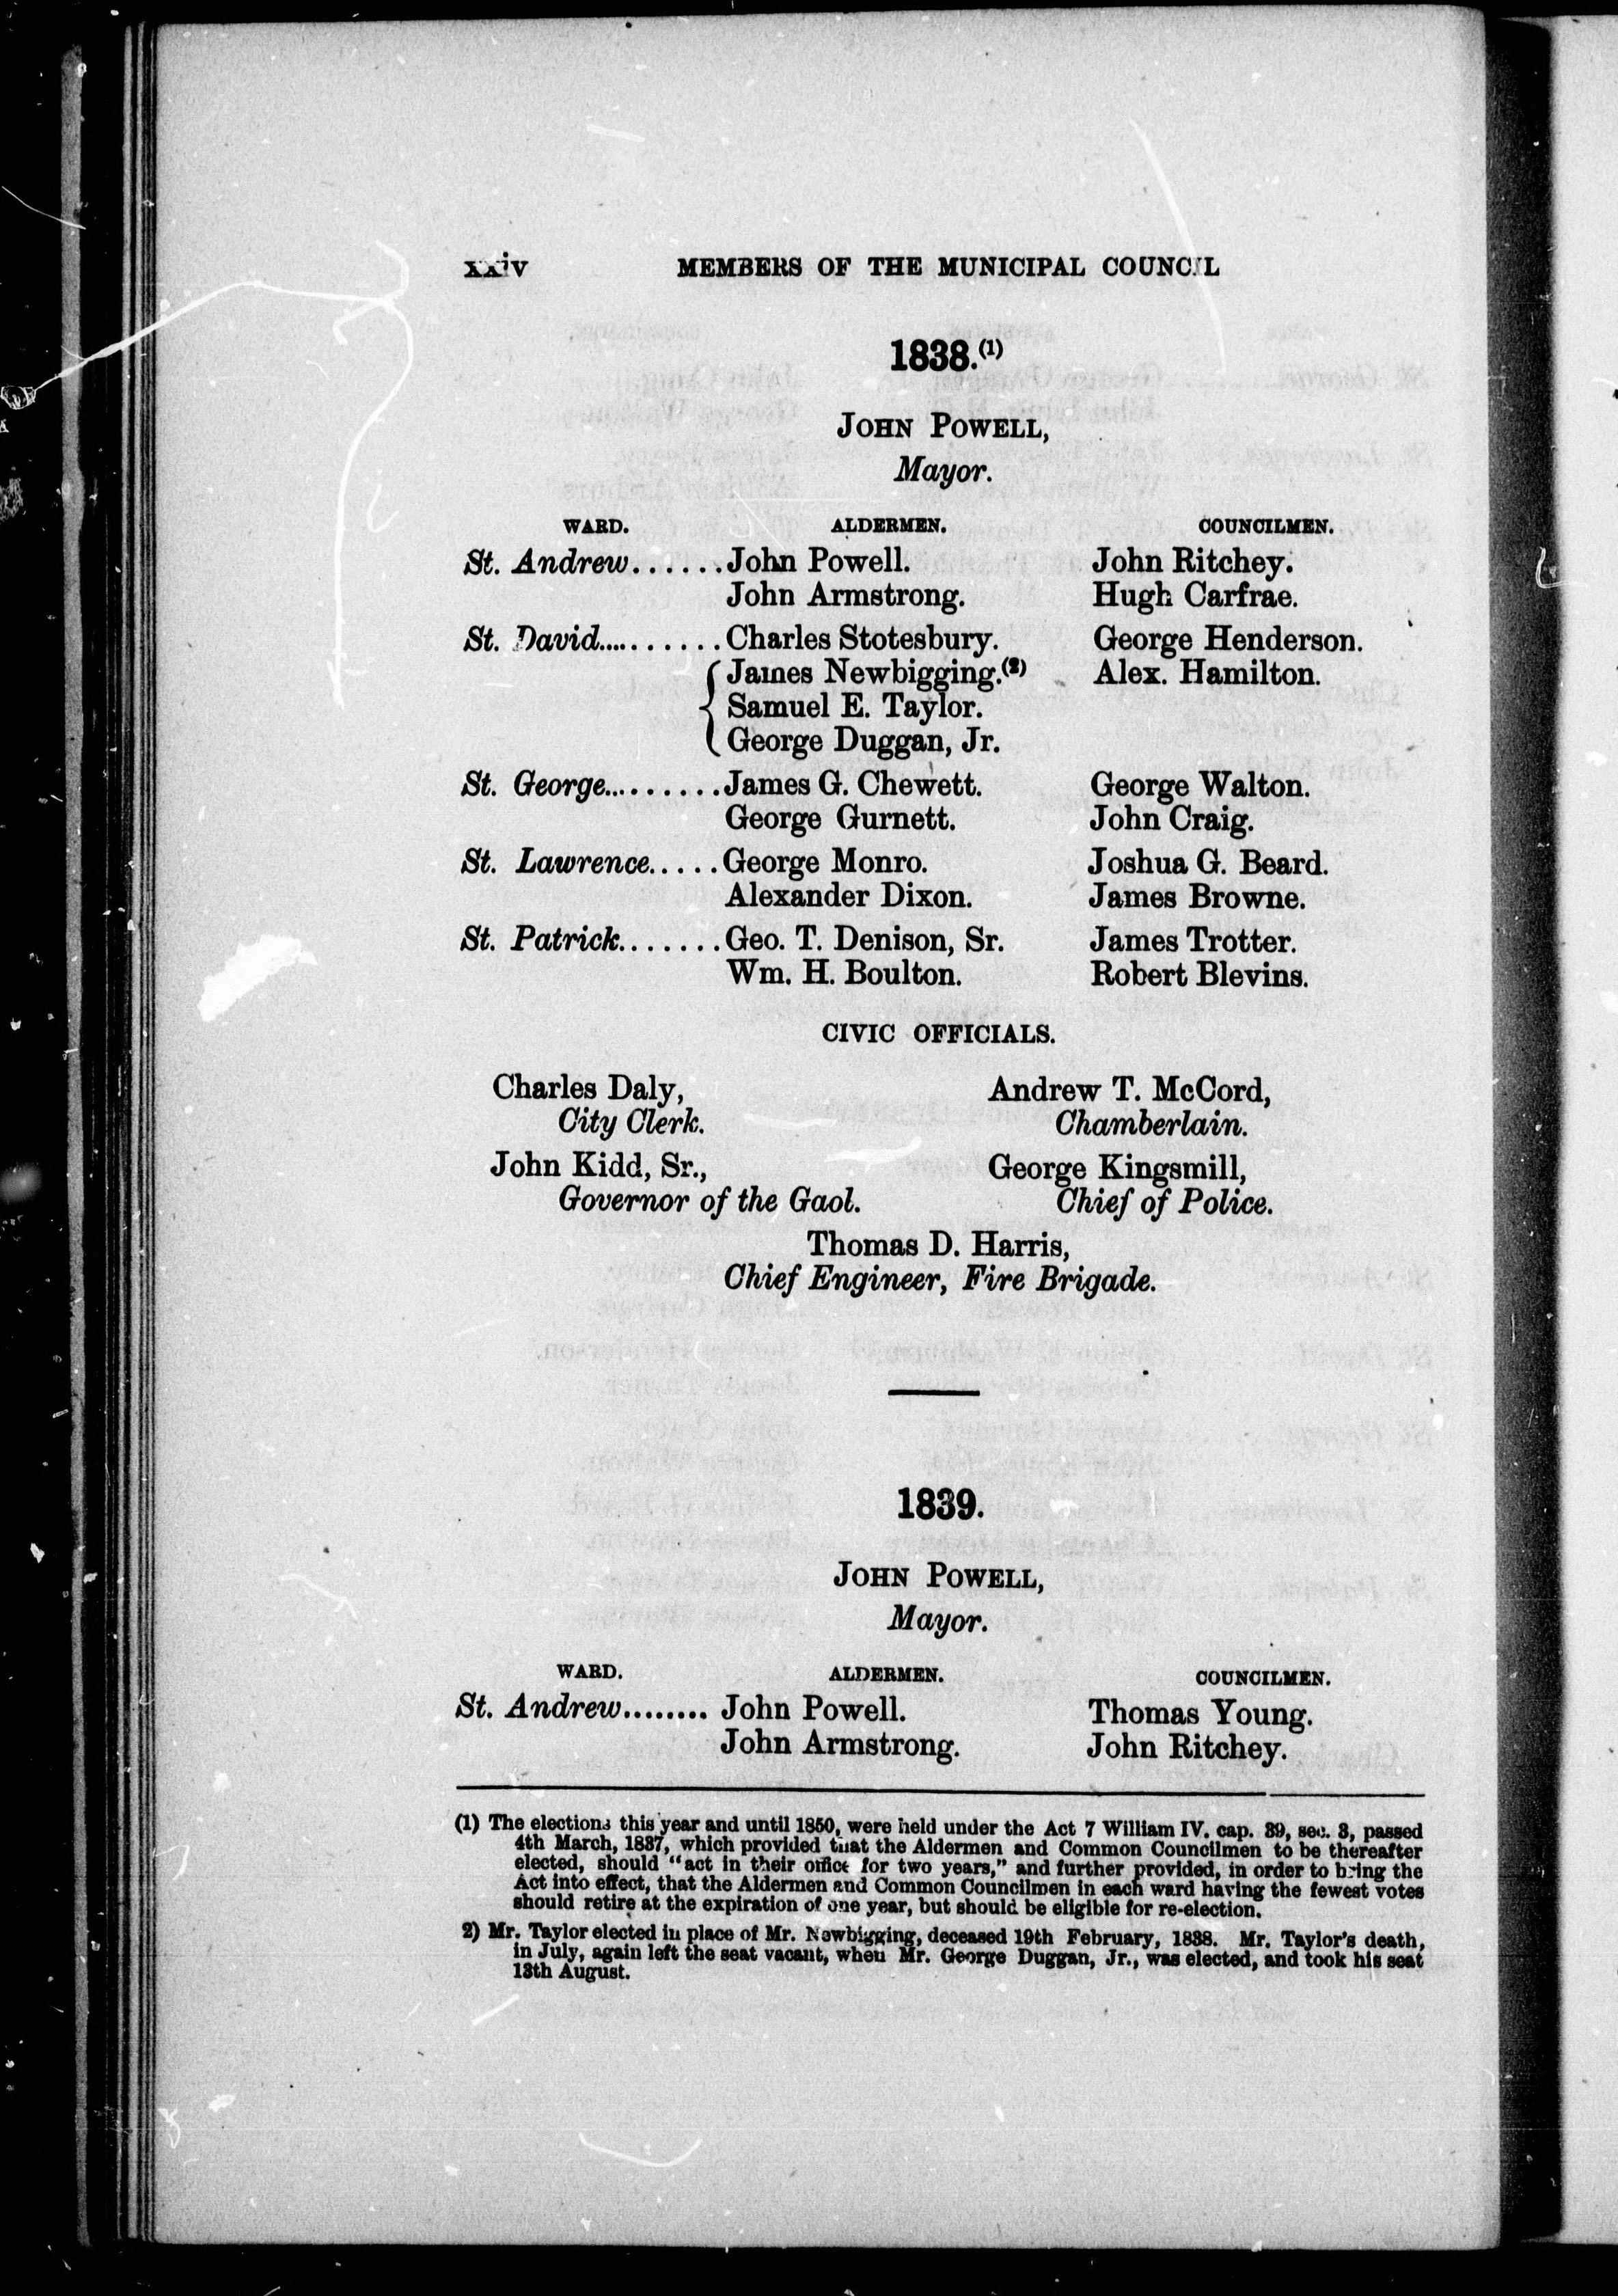 xxiv MEMBERS OF THE MUNICIPAL COUNCIL
1838.(1)
JOHN POWELL,
Mayor.
WARD. ALDERMEN. COUNCILMEN.
St. Andrew......John Powell. John Ritchey.
John Armstrong. Hugh Carfrae.
St. David..........Charles Stotesbury. George Henderson.
James Newbigging.(2) Alex. Hamilton.
Samuel E. Taylor.
George Duggan, Jr.
St. George.........James G. Chewett. George Walton.
George Gurnett. John Craig.
St. Lawrence.....George Monro. Joshua G. Beard.
Alexander Dixon. James Browne.
St. Patrick.......Geo. T. Denison, Sr. James Trotter.
Wm. H. Boulton. Robert Blevins.
CIVIC OFFICIALS.
Charles Daly, Andrew T. McCord,
City Clerk. Chamberlain.
John Kidd, Sr., George Kingsmill,
Governor of the Gaol. Chief of Police.
Thomas D. Harris,
Chief Engineer, Fire Brigade.
1839.
JOHN POWELL,
Mayor.
WARD. ALDERMEN. COUNCILMEN.
St. Andrew........ John Powell. Thomas Young.
John Armstrong. John Ritchey.
(1) The elections this year and until 1850, were held under the Act 7 William IV. cap. 39, sec. 3, passed
4th March, 1837, which provided that the Aldermen and Common Councilmen to be thereafter
elected, should "act in their office for two years," and further provided, in order to bring the
Act into effect, that the Aldermen and Common Councilmen in each ward having the fewest votes
should retire at the expiration of one year, but should be eligible for re-election.
2) Mr. Taylor elected in place of Mr. Newbigging, deceased 19th February, 1838. Mr. Taylor's death,
in July, again left the seat vacant, when Mr. George Duggan, Jr., was elected, and took his seat
13th August.